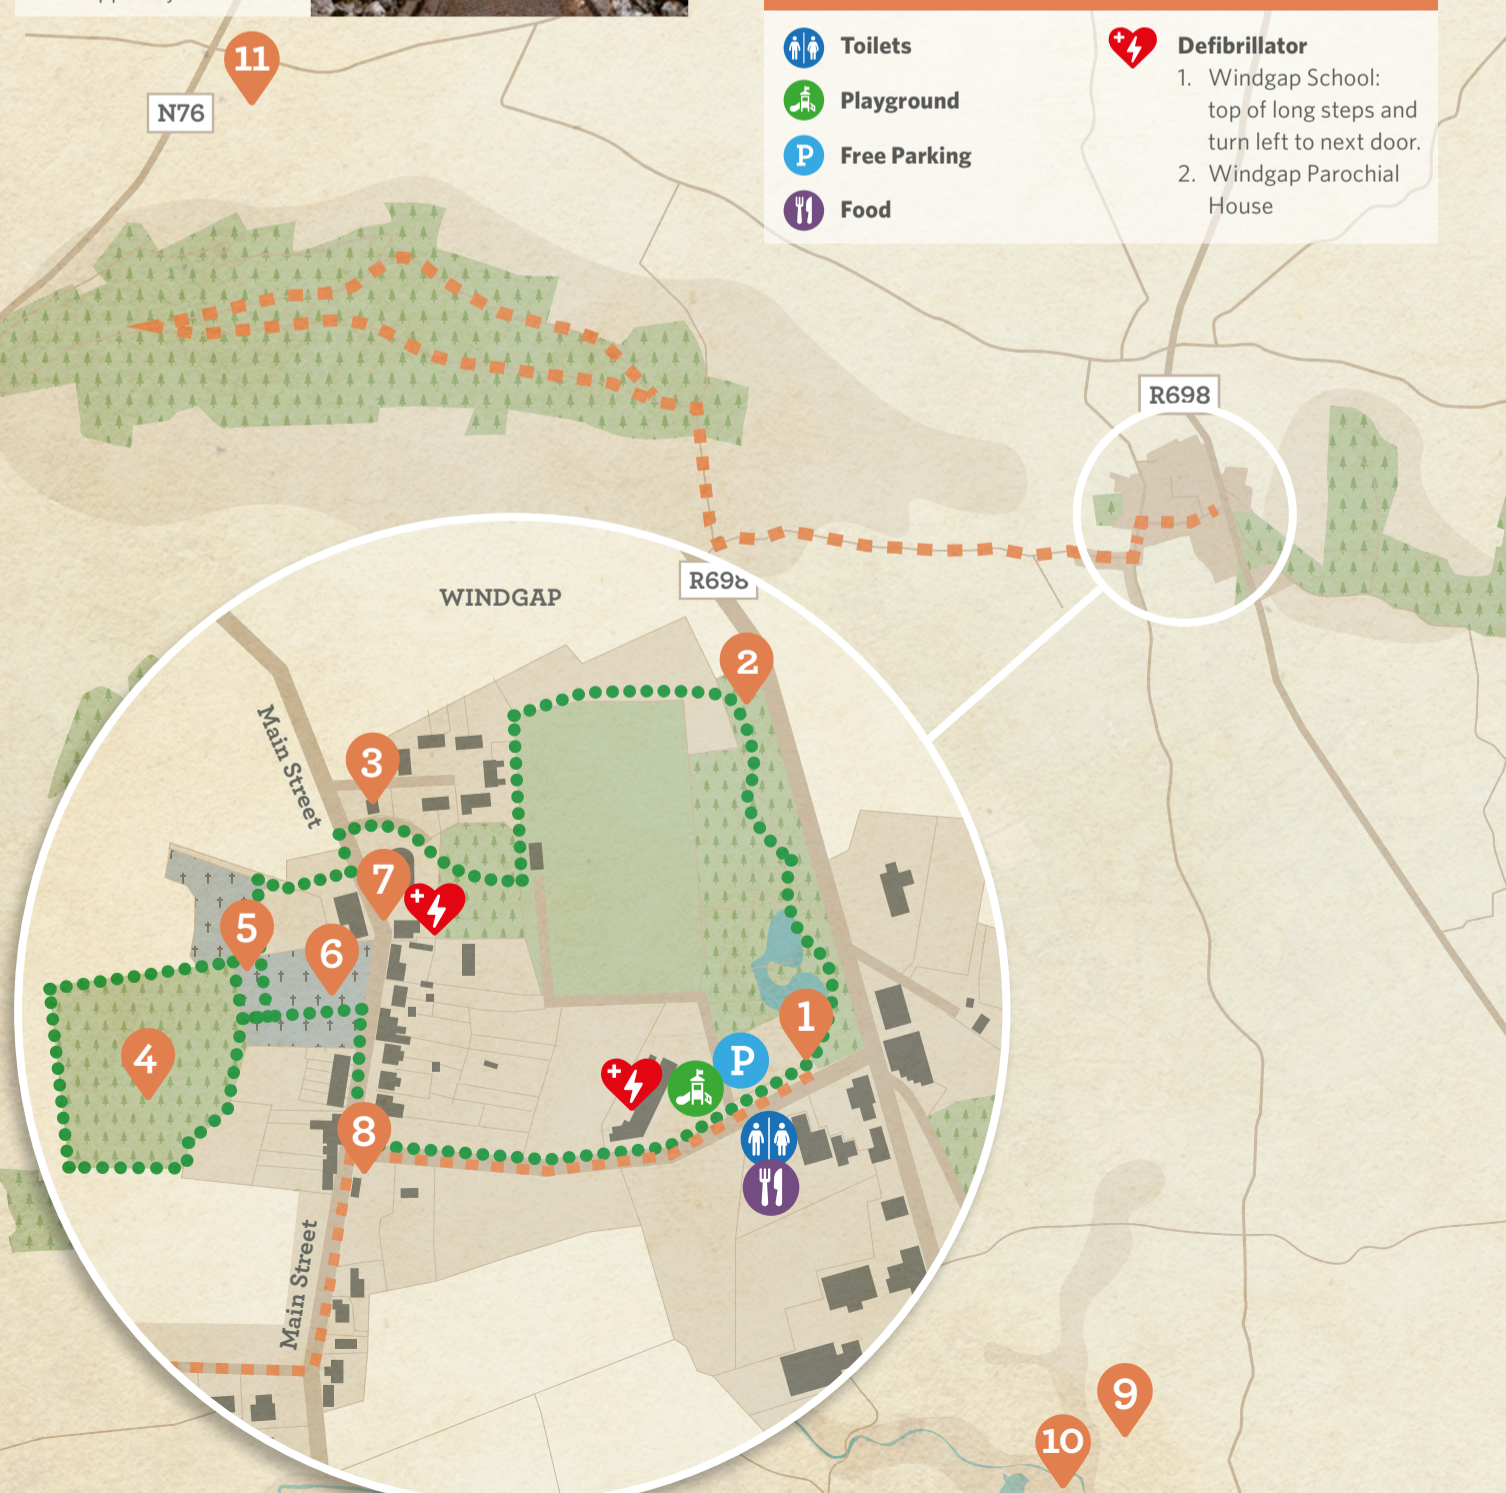 11
N76
Toilets
Playground
P Free Parking
Food
Defibrillator
1. Windgap School:
top of long steps and
turn left to next door.
2. Windgap Parochial
House
R698
WINDGAP
R698
2
Main Street
3
7
5
6
4
1
P
8
Main Street
9
10